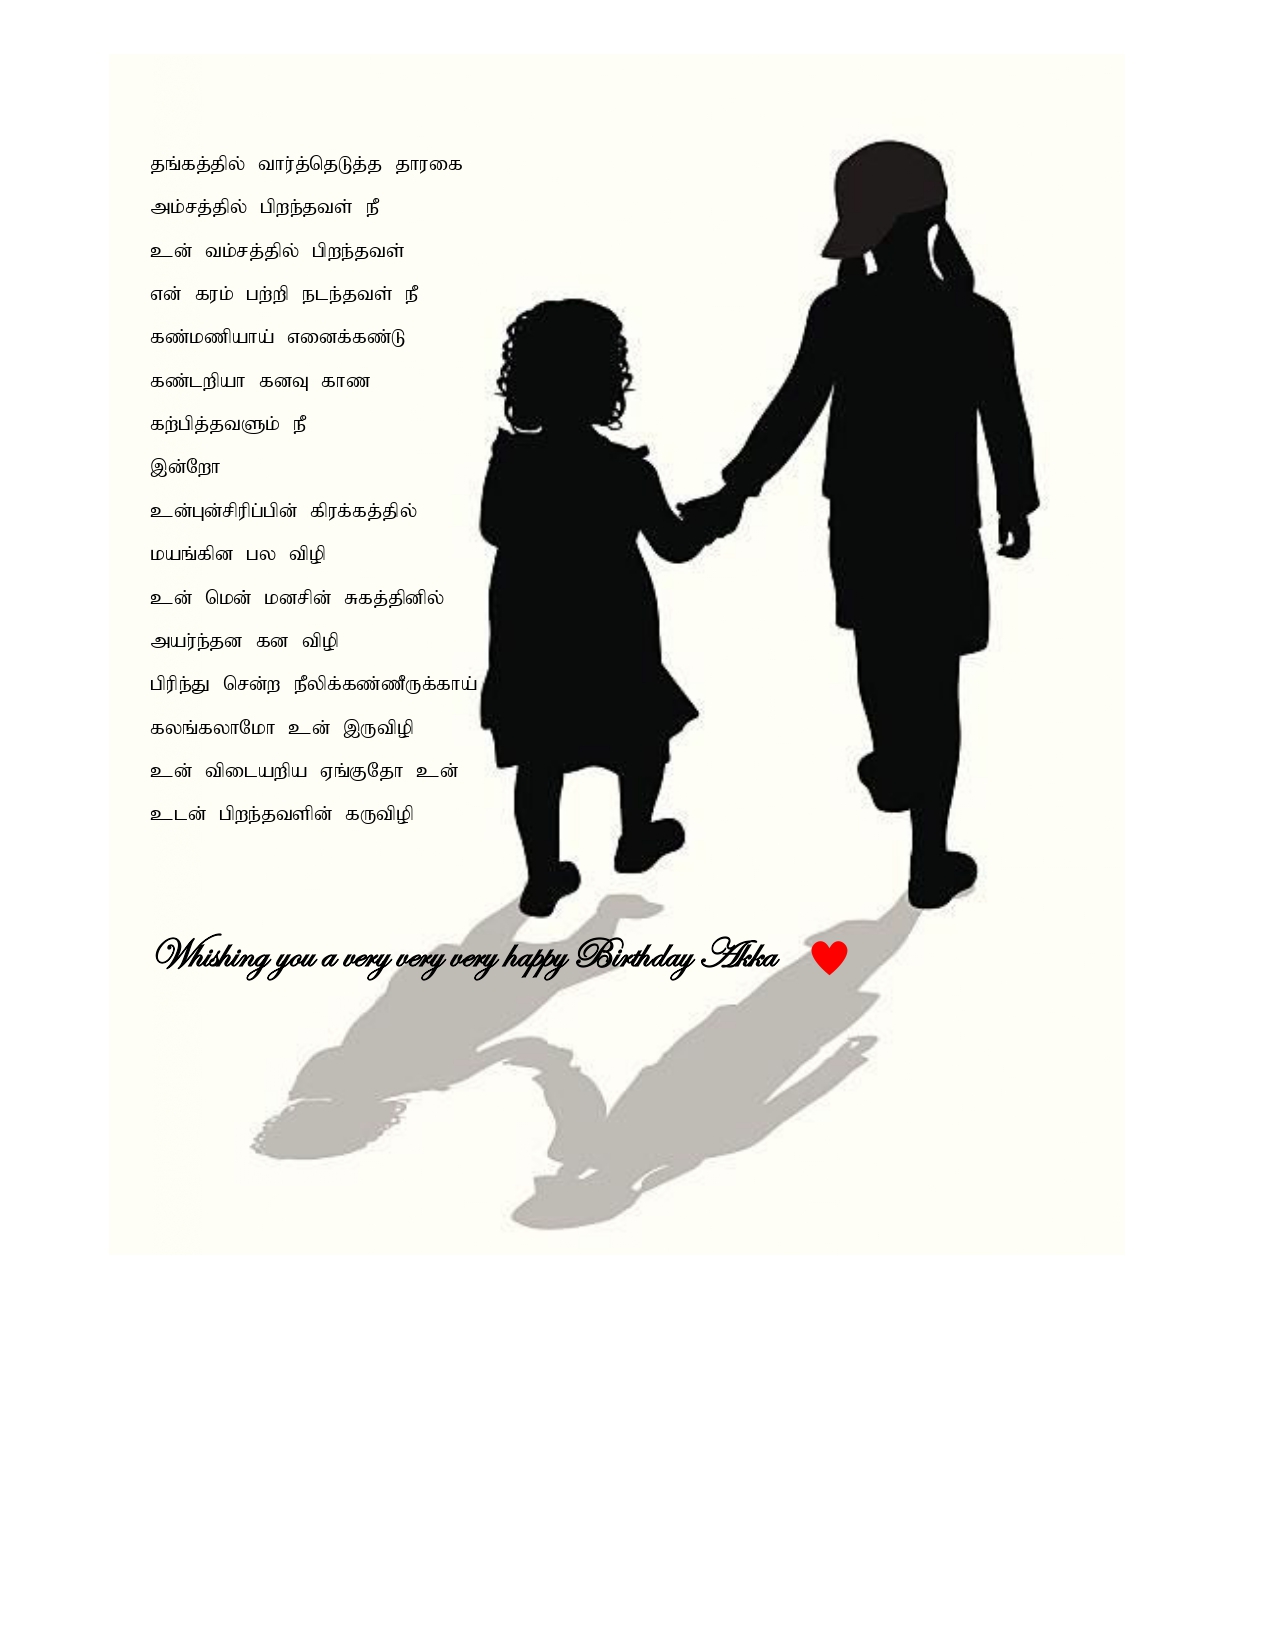 தங்கத்தில் வார்த்தெடுத்த தாரகை
அம்சத்தில் பிறந்தவள் நீ
உன் வம்சத்தில் பிறந்தவள்
என் கரம் பற்றி நடந்தவள் நீ
கண்மணியாய் எனைக்கண்டு
கண்டறியா கனவு காண
கற்பித்தவளும் நீ
இன்றோ
உன்புன்சிரிப்பின் கிரக்கத்தில்
மயங்கின பல விழி
உன் மென் மனசின் சுகத்தினில்
அயர்ந்தன கன விழி
பிரிந்து சென்ற நீலிக்கண்ணீருக்காய்
கலங்கலாமோ உன் இருவிழி
உன் விடையறிய ஏங்குதோ உன்
உடன் பிறந்தவளின் கருவிழி
Whishing you a very very very happy Birthday Akka